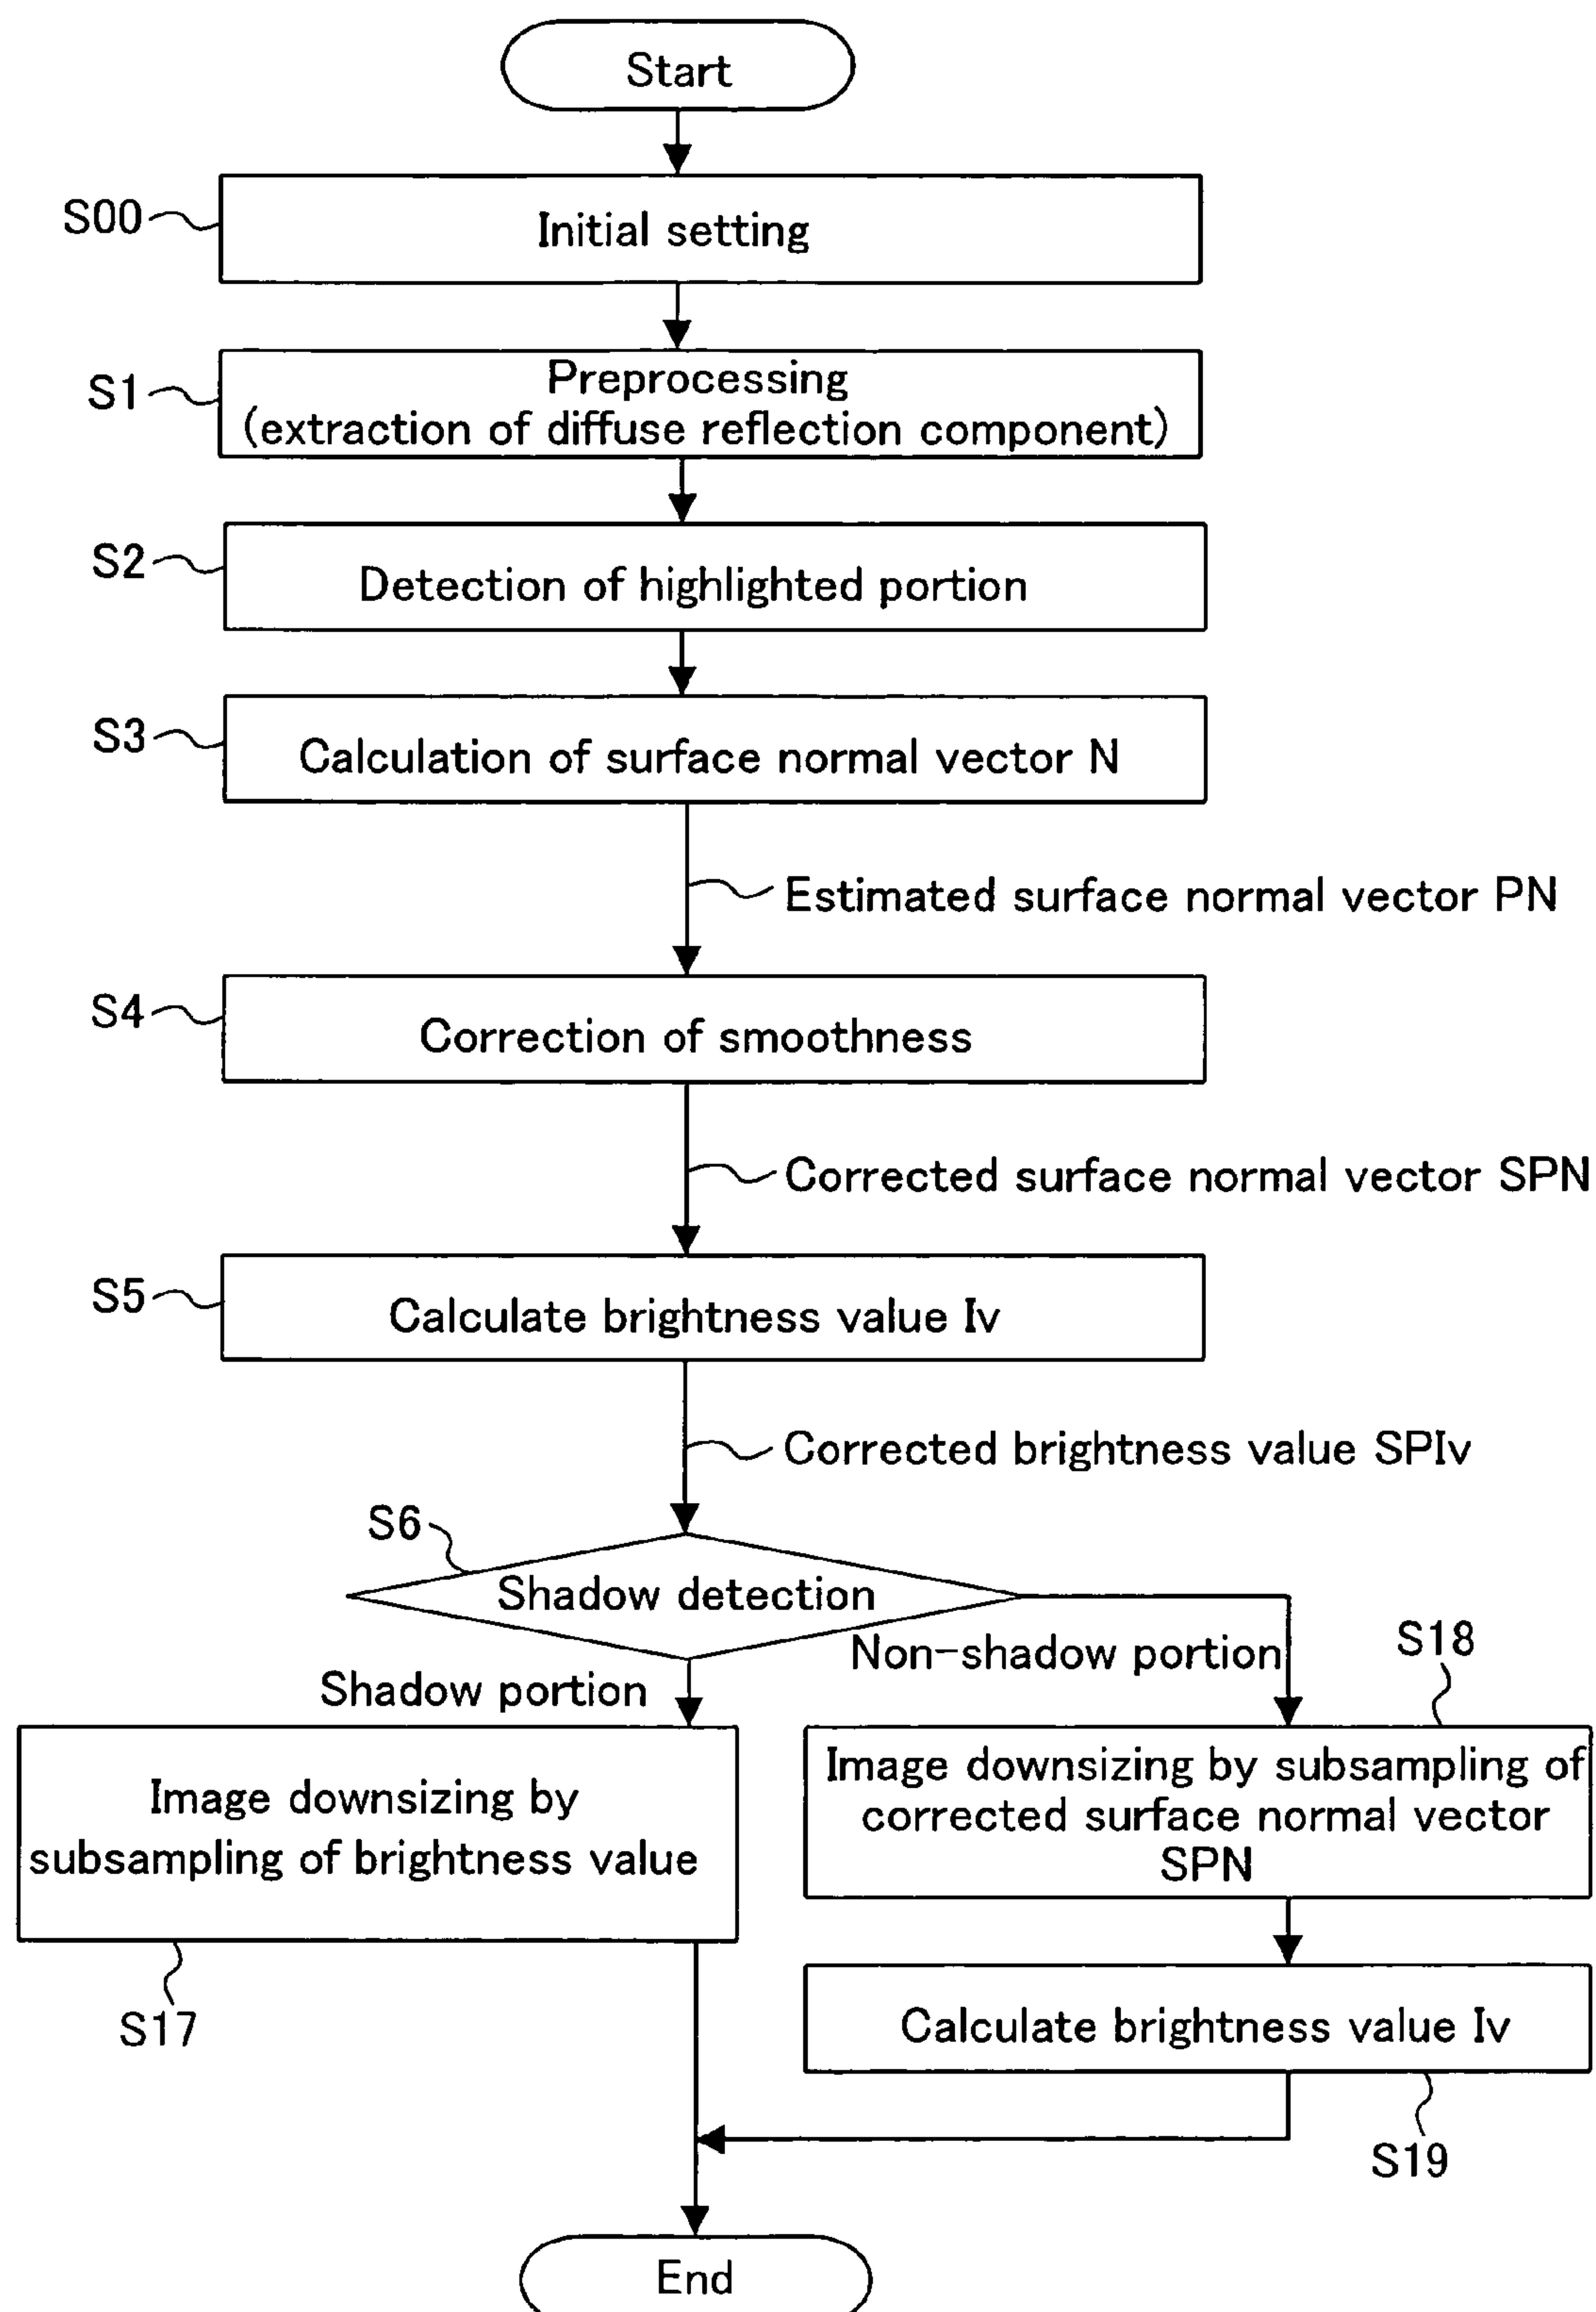 Start
S00
Initial setting
S1
Preprocessing
(extraction of diffuse reflection component)
S2
Detection of highlighted portion
S3
Calculation of surface normal vector N
Estimated surface normal vector PN
S4
Correction of smoothness
Corrected surface normal vector SPN
S5
Calculate brightness value Iv
Corrected brightness value SPIv
S6
Shadow detection
Non-shadow portion
S18
Shadow portion
Image downsizing by
subsampling of brightness value
S17
Image downsizing by subsampling of
corrected surface normal vector
SPN
Calculate brightness value Iv
S19
End